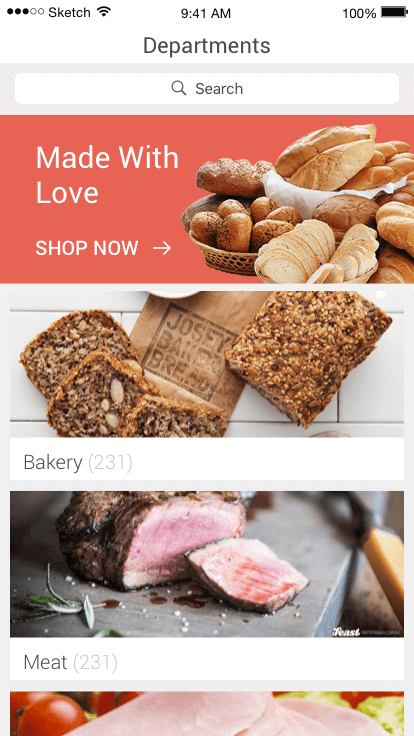 Sketch
9:41 AM
100%
Departments
Search
Made With
Love
SHOP NOW
JOSEY
BAKER
BREAD
Bakery (231)
feast
Meat (231)